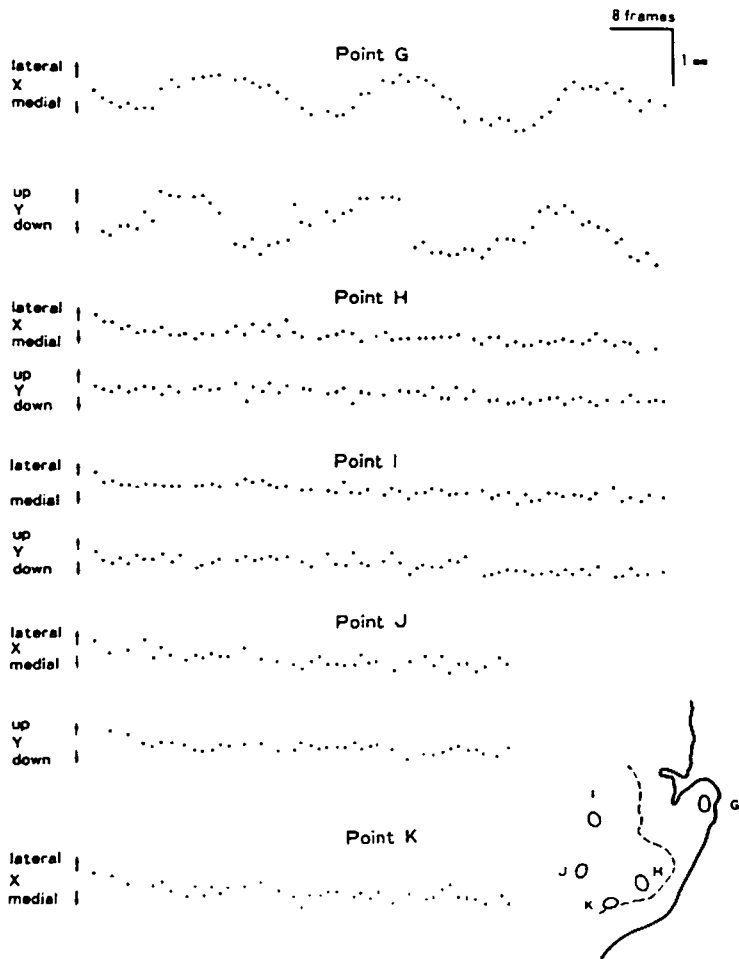 8 frames
1 mm
Point G
lateral
X
medial
up
Y
down
Point H
lateral
X
medial
up
Y
down
Point I
lateral
medial
up
Y
down
Point J
lateral
X
medial
up
Y
down
Point K
lateral
X
medial
I
G
J
H
K